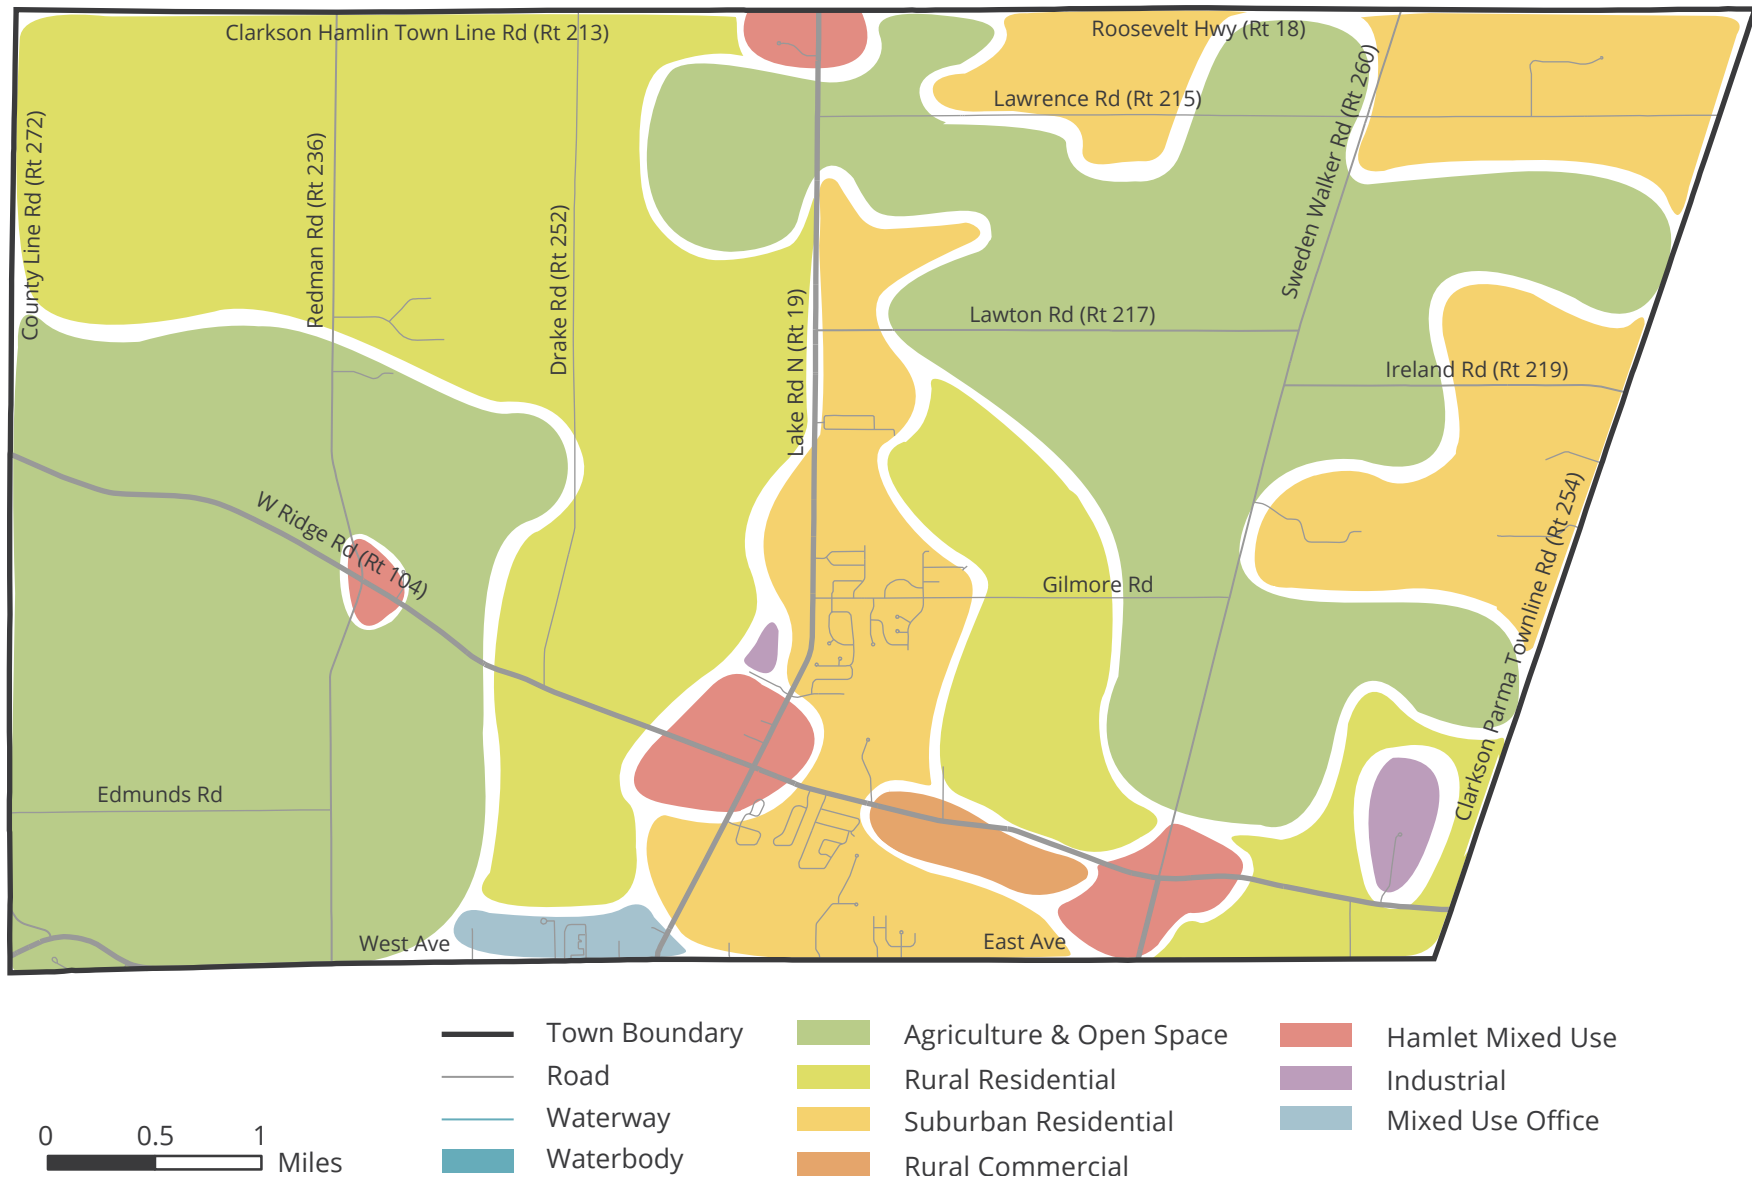 Clarkson Hamlin Town Line Rd (Rt 213)
Roosevelt Hwy (Rt 18)
Lawrence Rd (Rt 215)
Sweden Walker Rd (Rt 260)
County Line Rd (Rt 272)
Redman Rd (Rt 236)
Drake Rd (Rt 252)
Lake Rd N (Rt 19)
Lawton Rd (Rt 217)
Ireland Rd (Rt 219)
W Ridge Rd (Rt 104)
Gilmore Rd
Clarkson Parma Townline Rd (Rt 254)
Edmunds Rd
West Ave
East Ave
Town Boundary
Road
Waterway
Waterbody
Agriculture & Open Space
Rural Residential
Suburban Residential
Rural Commercial
Hamlet Mixed Use
Industrial
Mixed Use Office
0 0.5 1
Miles